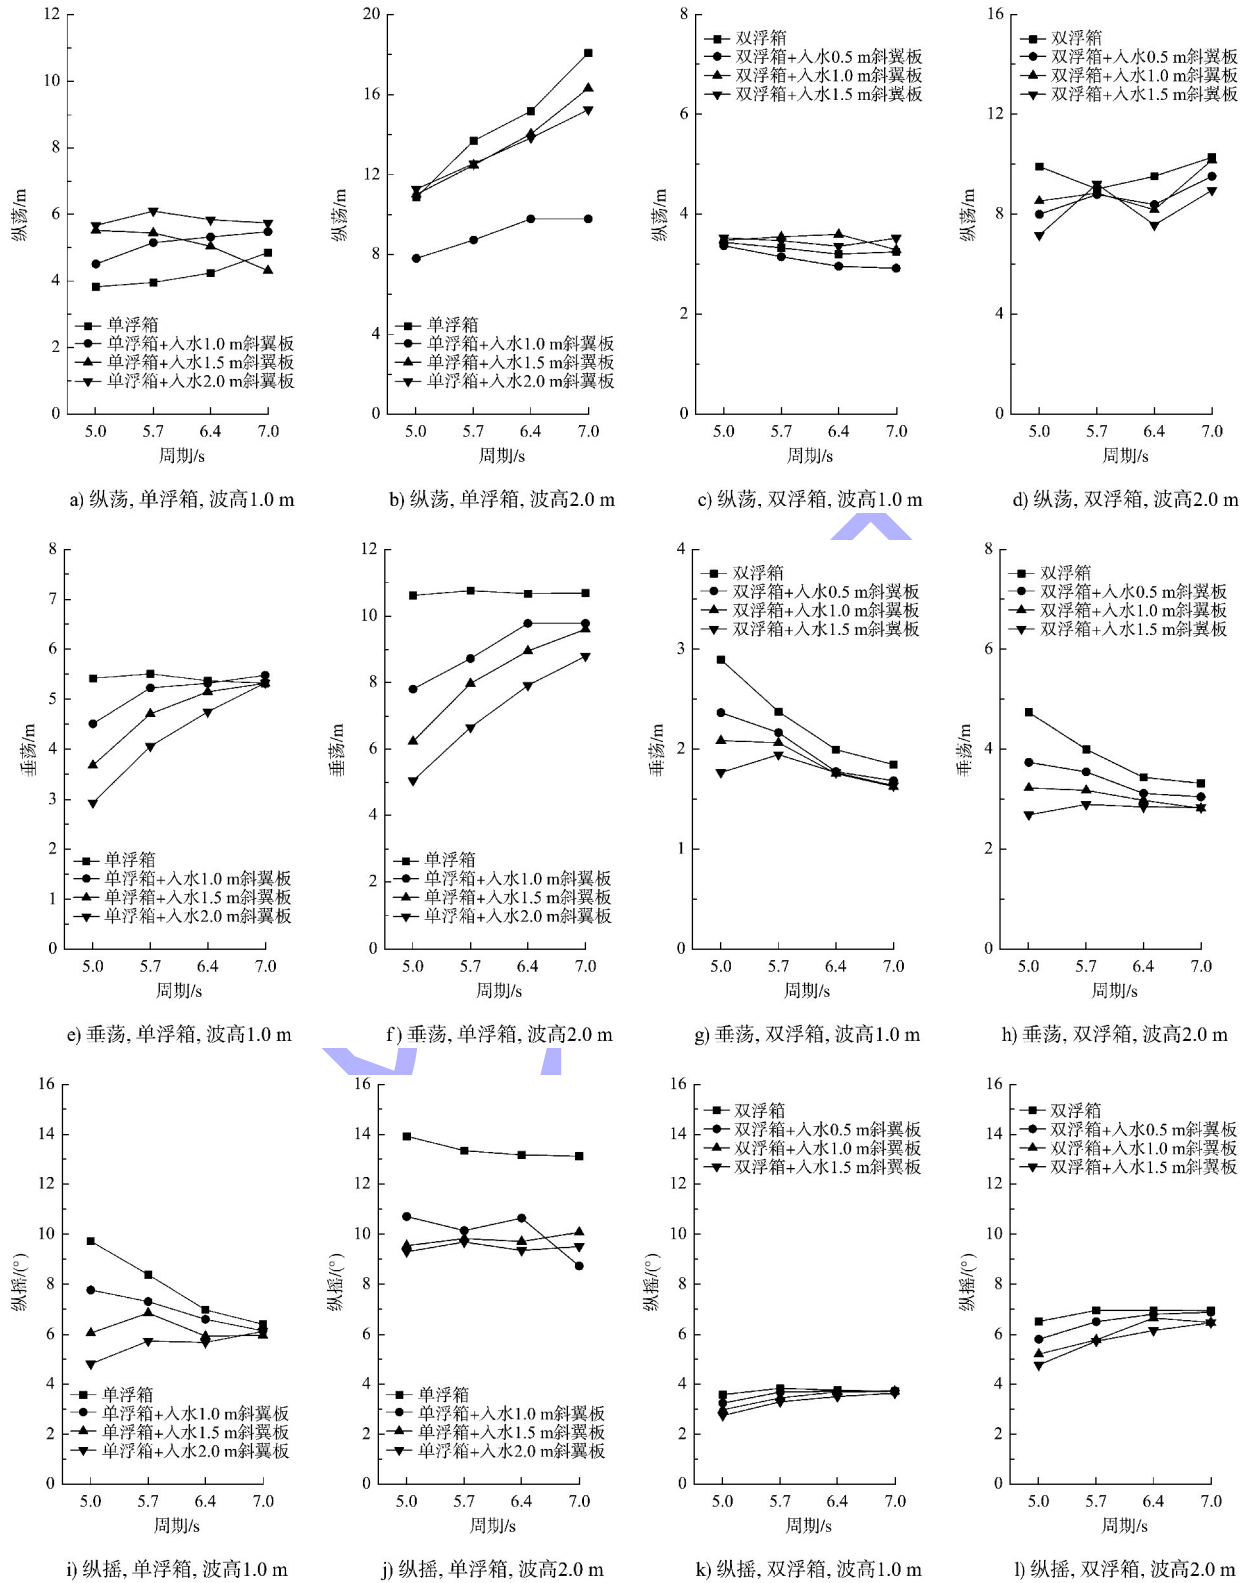 12
10
8
6
4
2
0
纵荡/m
单浮箱
单浮箱+入水1.0 m斜翼板
单浮箱+入水1.5 m斜翼板
单浮箱+入水2.0 m斜翼板
5.0 5.7 6.4 7.0
周期/s
a) 纵荡, 单浮箱, 波高1.0 m
20
16
12
8
4
0
纵荡/m
单浮箱
单浮箱+入水1.0 m斜翼板
单浮箱+入水1.5 m斜翼板
单浮箱+入水2.0 m斜翼板
5.0 5.7 6.4 7.0
周期/s
b) 纵荡, 单浮箱, 波高2.0 m
8
6
4
2
0
纵荡/m
双浮箱
双浮箱+入水0.5 m斜翼板
双浮箱+入水1.0 m斜翼板
双浮箱+入水1.5 m斜翼板
5.0 5.7 6.4 7.0
周期/s
c) 纵荡, 双浮箱, 波高1.0 m
16
12
8
4
0
纵荡/m
双浮箱
双浮箱+入水0.5 m斜翼板
双浮箱+入水1.0 m斜翼板
双浮箱+入水1.5 m斜翼板
5.0 5.7 6.4 7.0
周期/s
d) 纵荡, 双浮箱, 波高2.0 m
8
7
6
5
4
3
2
1
0
垂荡/m
单浮箱
单浮箱+入水1.0 m斜翼板
单浮箱+入水1.5 m斜翼板
单浮箱+入水2.0 m斜翼板
5.0 5.7 6.4 7.0
周期/s
e) 垂荡, 单浮箱, 波高1.0 m
12
10
8
6
4
2
0
垂荡/m
单浮箱
单浮箱+入水1.0 m斜翼板
单浮箱+入水1.5 m斜翼板
单浮箱+入水2.0 m斜翼板
5.0 5.7 6.4 7.0
周期/s
f) 垂荡, 单浮箱, 波高2.0 m
4
3
2
1
0
垂荡/m
双浮箱
双浮箱+入水0.5 m斜翼板
双浮箱+入水1.0 m斜翼板
双浮箱+入水1.5 m斜翼板
5.0 5.7 6.4 7.0
周期/s
g) 垂荡, 双浮箱, 波高1.0 m
8
6
4
2
0
垂荡/m
双浮箱
双浮箱+入水0.5 m斜翼板
双浮箱+入水1.0 m斜翼板
双浮箱+入水1.5 m斜翼板
5.0 5.7 6.4 7.0
周期/s
h) 垂荡, 双浮箱, 波高2.0 m
16
14
12
10
8
6
4
2
0
纵摇/(°)
单浮箱
单浮箱+入水1.0 m斜翼板
单浮箱+入水1.5 m斜翼板
单浮箱+入水2.0 m斜翼板
5.0 5.7 6.4 7.0
周期/s
i) 纵摇, 单浮箱, 波高1.0 m
16
14
12
10
8
6
4
2
0
纵摇/(°)
单浮箱
单浮箱+入水1.0 m斜翼板
单浮箱+入水1.5 m斜翼板
单浮箱+入水2.0 m斜翼板
5.0 5.7 6.4 7.0
周期/s
j) 纵摇, 单浮箱, 波高2.0 m
16
14
12
10
8
6
4
2
0
纵摇/(°)
双浮箱
双浮箱+入水0.5 m斜翼板
双浮箱+入水1.0 m斜翼板
双浮箱+入水1.5 m斜翼板
5.0 5.7 6.4 7.0
周期/s
k) 纵摇, 双浮箱, 波高1.0 m
16
14
12
10
8
6
4
2
0
纵摇/(°)
双浮箱
双浮箱+入水0.5 m斜翼板
双浮箱+入水1.0 m斜翼板
双浮箱+入水1.5 m斜翼板
5.0 5.7 6.4 7.0
周期/s
l) 纵摇, 双浮箱, 波高2.0 m